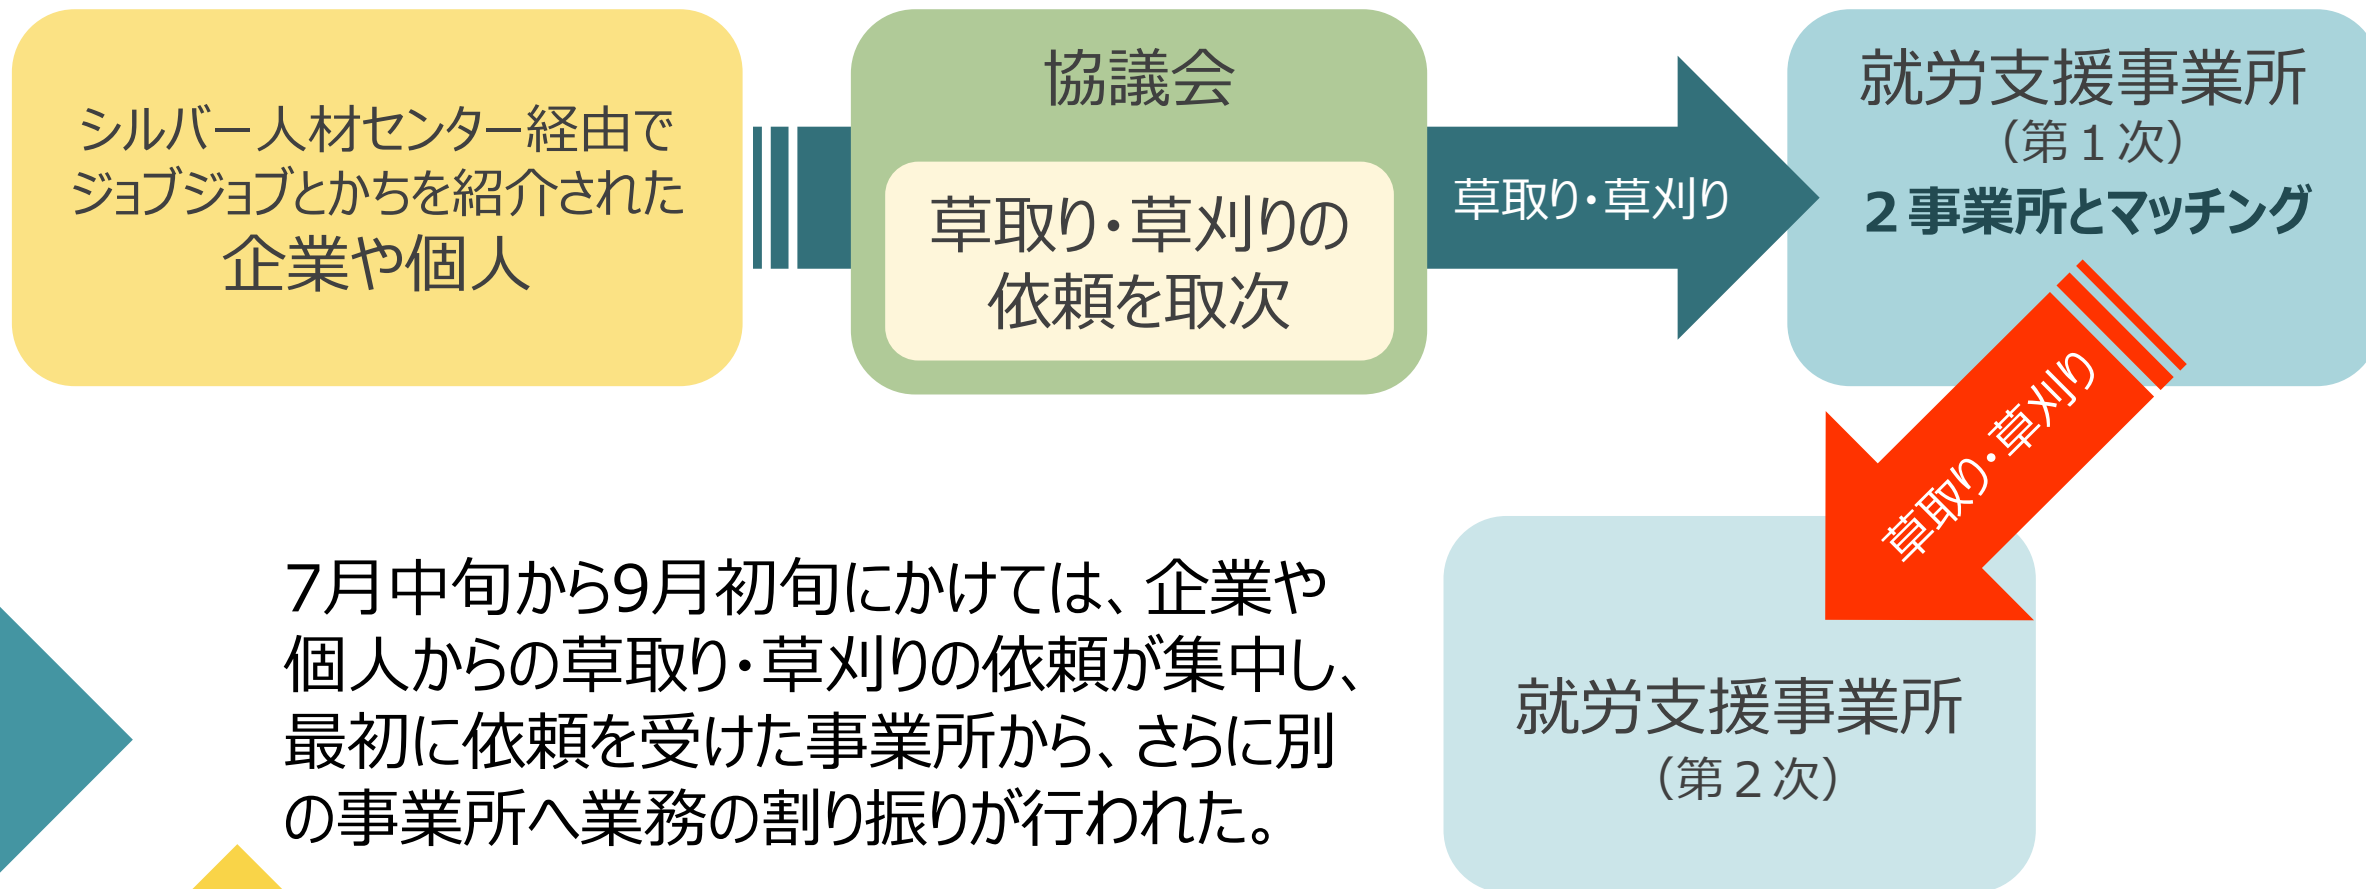 シルバー人材センター経由で
ジョブジョブとかちを紹介された
企業や個人
協議会
草取り・草刈りの
依頼を取次
草取り・草刈り
就労支援事業所
（第１次）
２事業所とマッチング
草取り・草刈り
就労支援事業所
（第２次）
7月中旬から9月初旬にかけては、企業や
個人からの草取り・草刈りの依頼が集中し、
最初に依頼を受けた事業所から、さらに別
の事業所へ業務の割り振りが行われた。